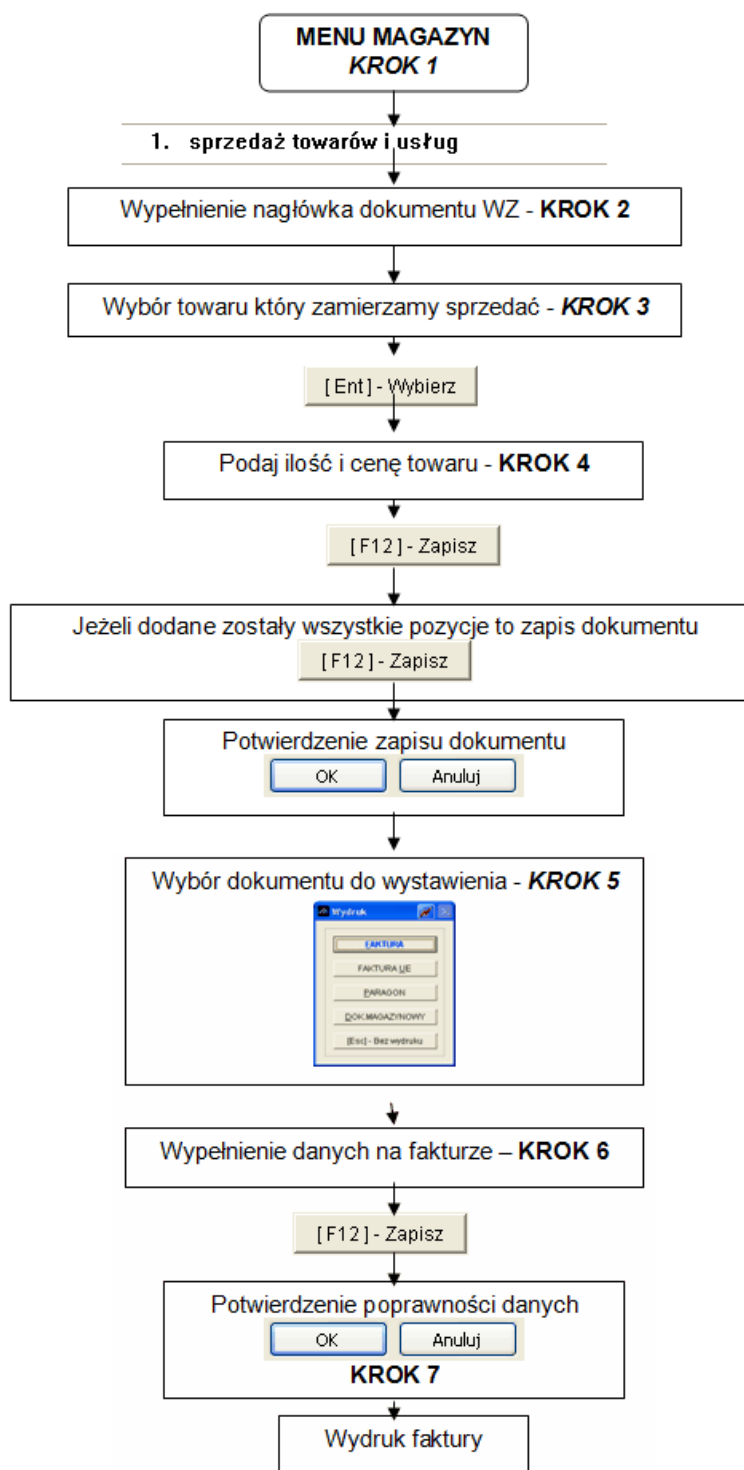 MENU MAGAZYN
KROK 1
1. sprzedaż towarów i usług
Wypełnienie nagłówka dokumentu WZ - KROK 2
Wybór towaru który zamierzamy sprzedać - KROK 3
[Ent] - Wybierz
Podaj ilość i cenę towaru - KROK 4
[F12] - Zapisz
Jeżeli dodane zostały wszystkie pozycje to zapis dokumentu
[F12] - Zapisz
Potwierdzenie zapisu dokumentu
OK Anuluj
Wybór dokumentu do wystawienia - KROK 5
Wydruk
FAKTURA
FAKTURA UE
PARAGON
DOK.MAGAZYNOWY
[Esc] - Bez wydruku
Wypełnienie danych na fakturze – KROK 6
[F12] - Zapisz
Potwierdzenie poprawności danych
OK Anuluj
KROK 7
Wydruk faktury